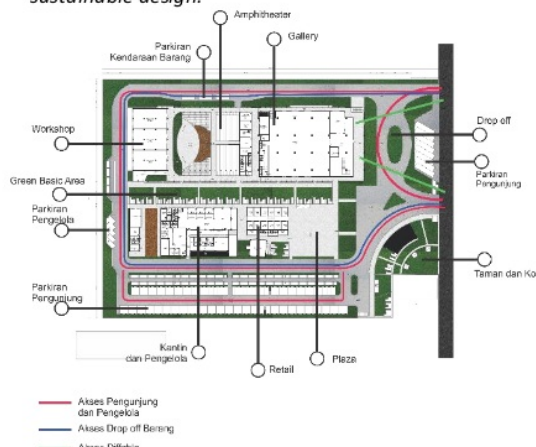 sustainable design.
Amphitheater
Gallery
Parkiran
Kendaraan Barang
Workshop
Drop off
Parkiran
Pengunjung
Green Basic Area
Parkiran
Pengelola
Taman dan Ko
Parkiran
Pengunjung
Kantin
dan Pengelola
Retail
Plaza
Akses Pengunjung
dan Pengelola
Akses Drop off Barang
Akses Diffable